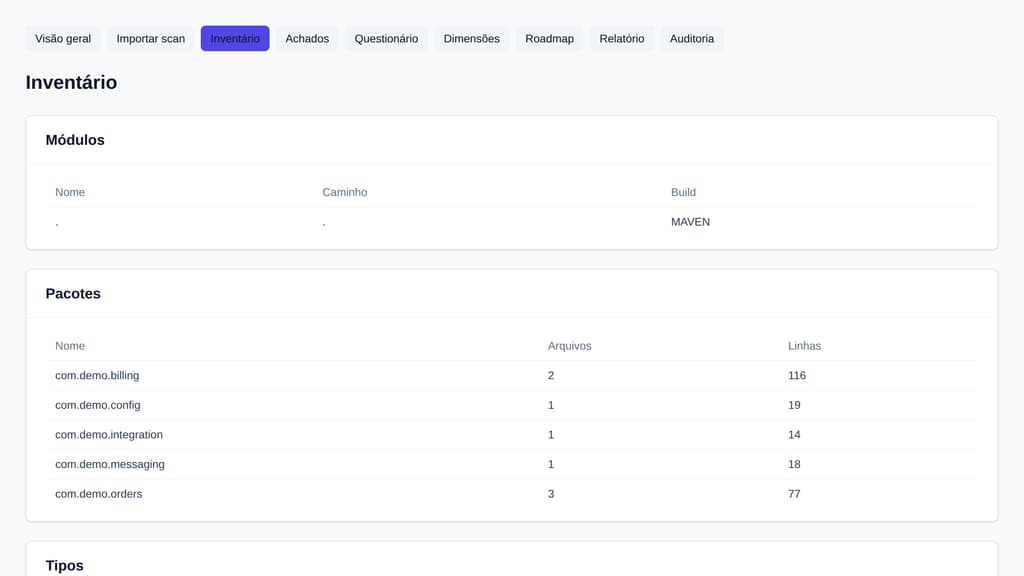 Visão geral Importar scan Inventário Achados Questionário Dimensões Roadmap Relatório Auditoria
Inventário
Módulos
Nome Caminho Build
. . MAVEN
Pacotes
Nome Arquivos Linhas
com.demo.billing 2 116
com.demo.config 1 19
com.demo.integration 1 14
com.demo.messaging 1 18
com.demo.orders 3 77
Tipos